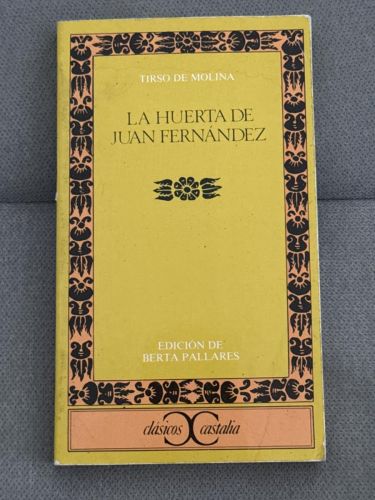 TIRSO DE MOLINA
LA HUERTA DE
JUAN FERNÁNDEZ
EDICIÓN DE
BERTA PALLARES
clásicos castalia